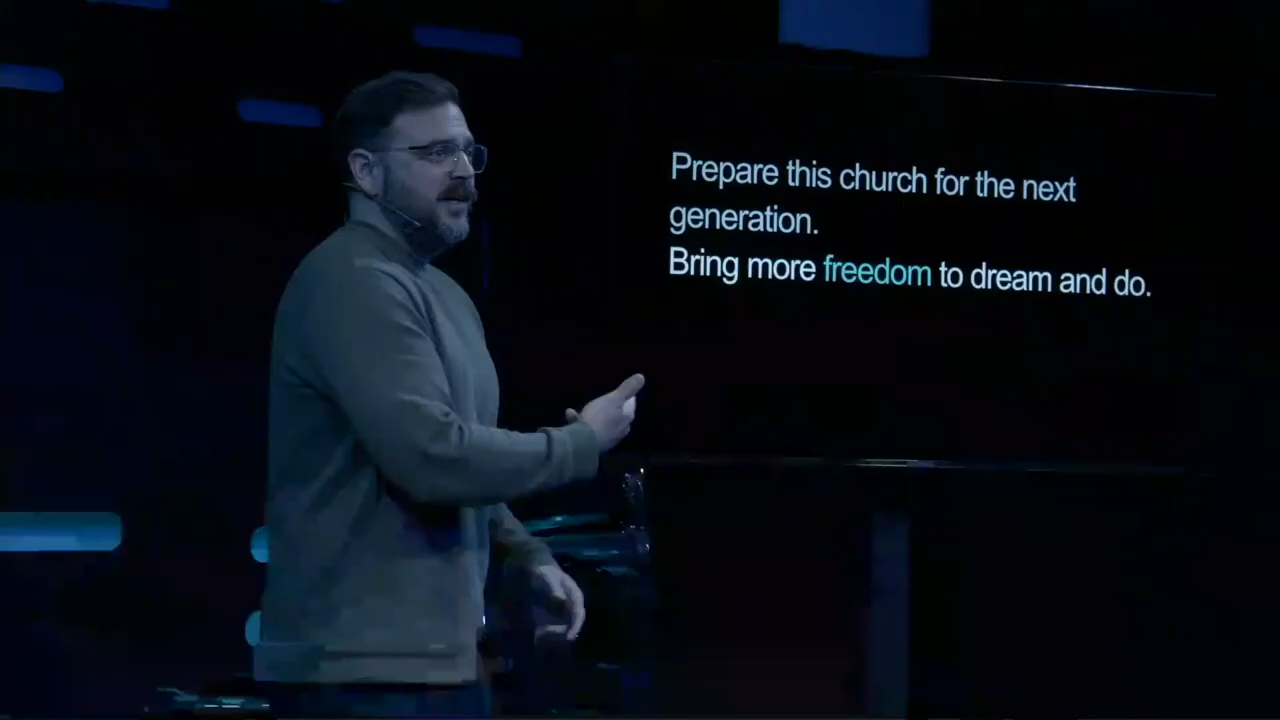 Prepare this church for the next
generation.
Bring more freedom to dream and do.